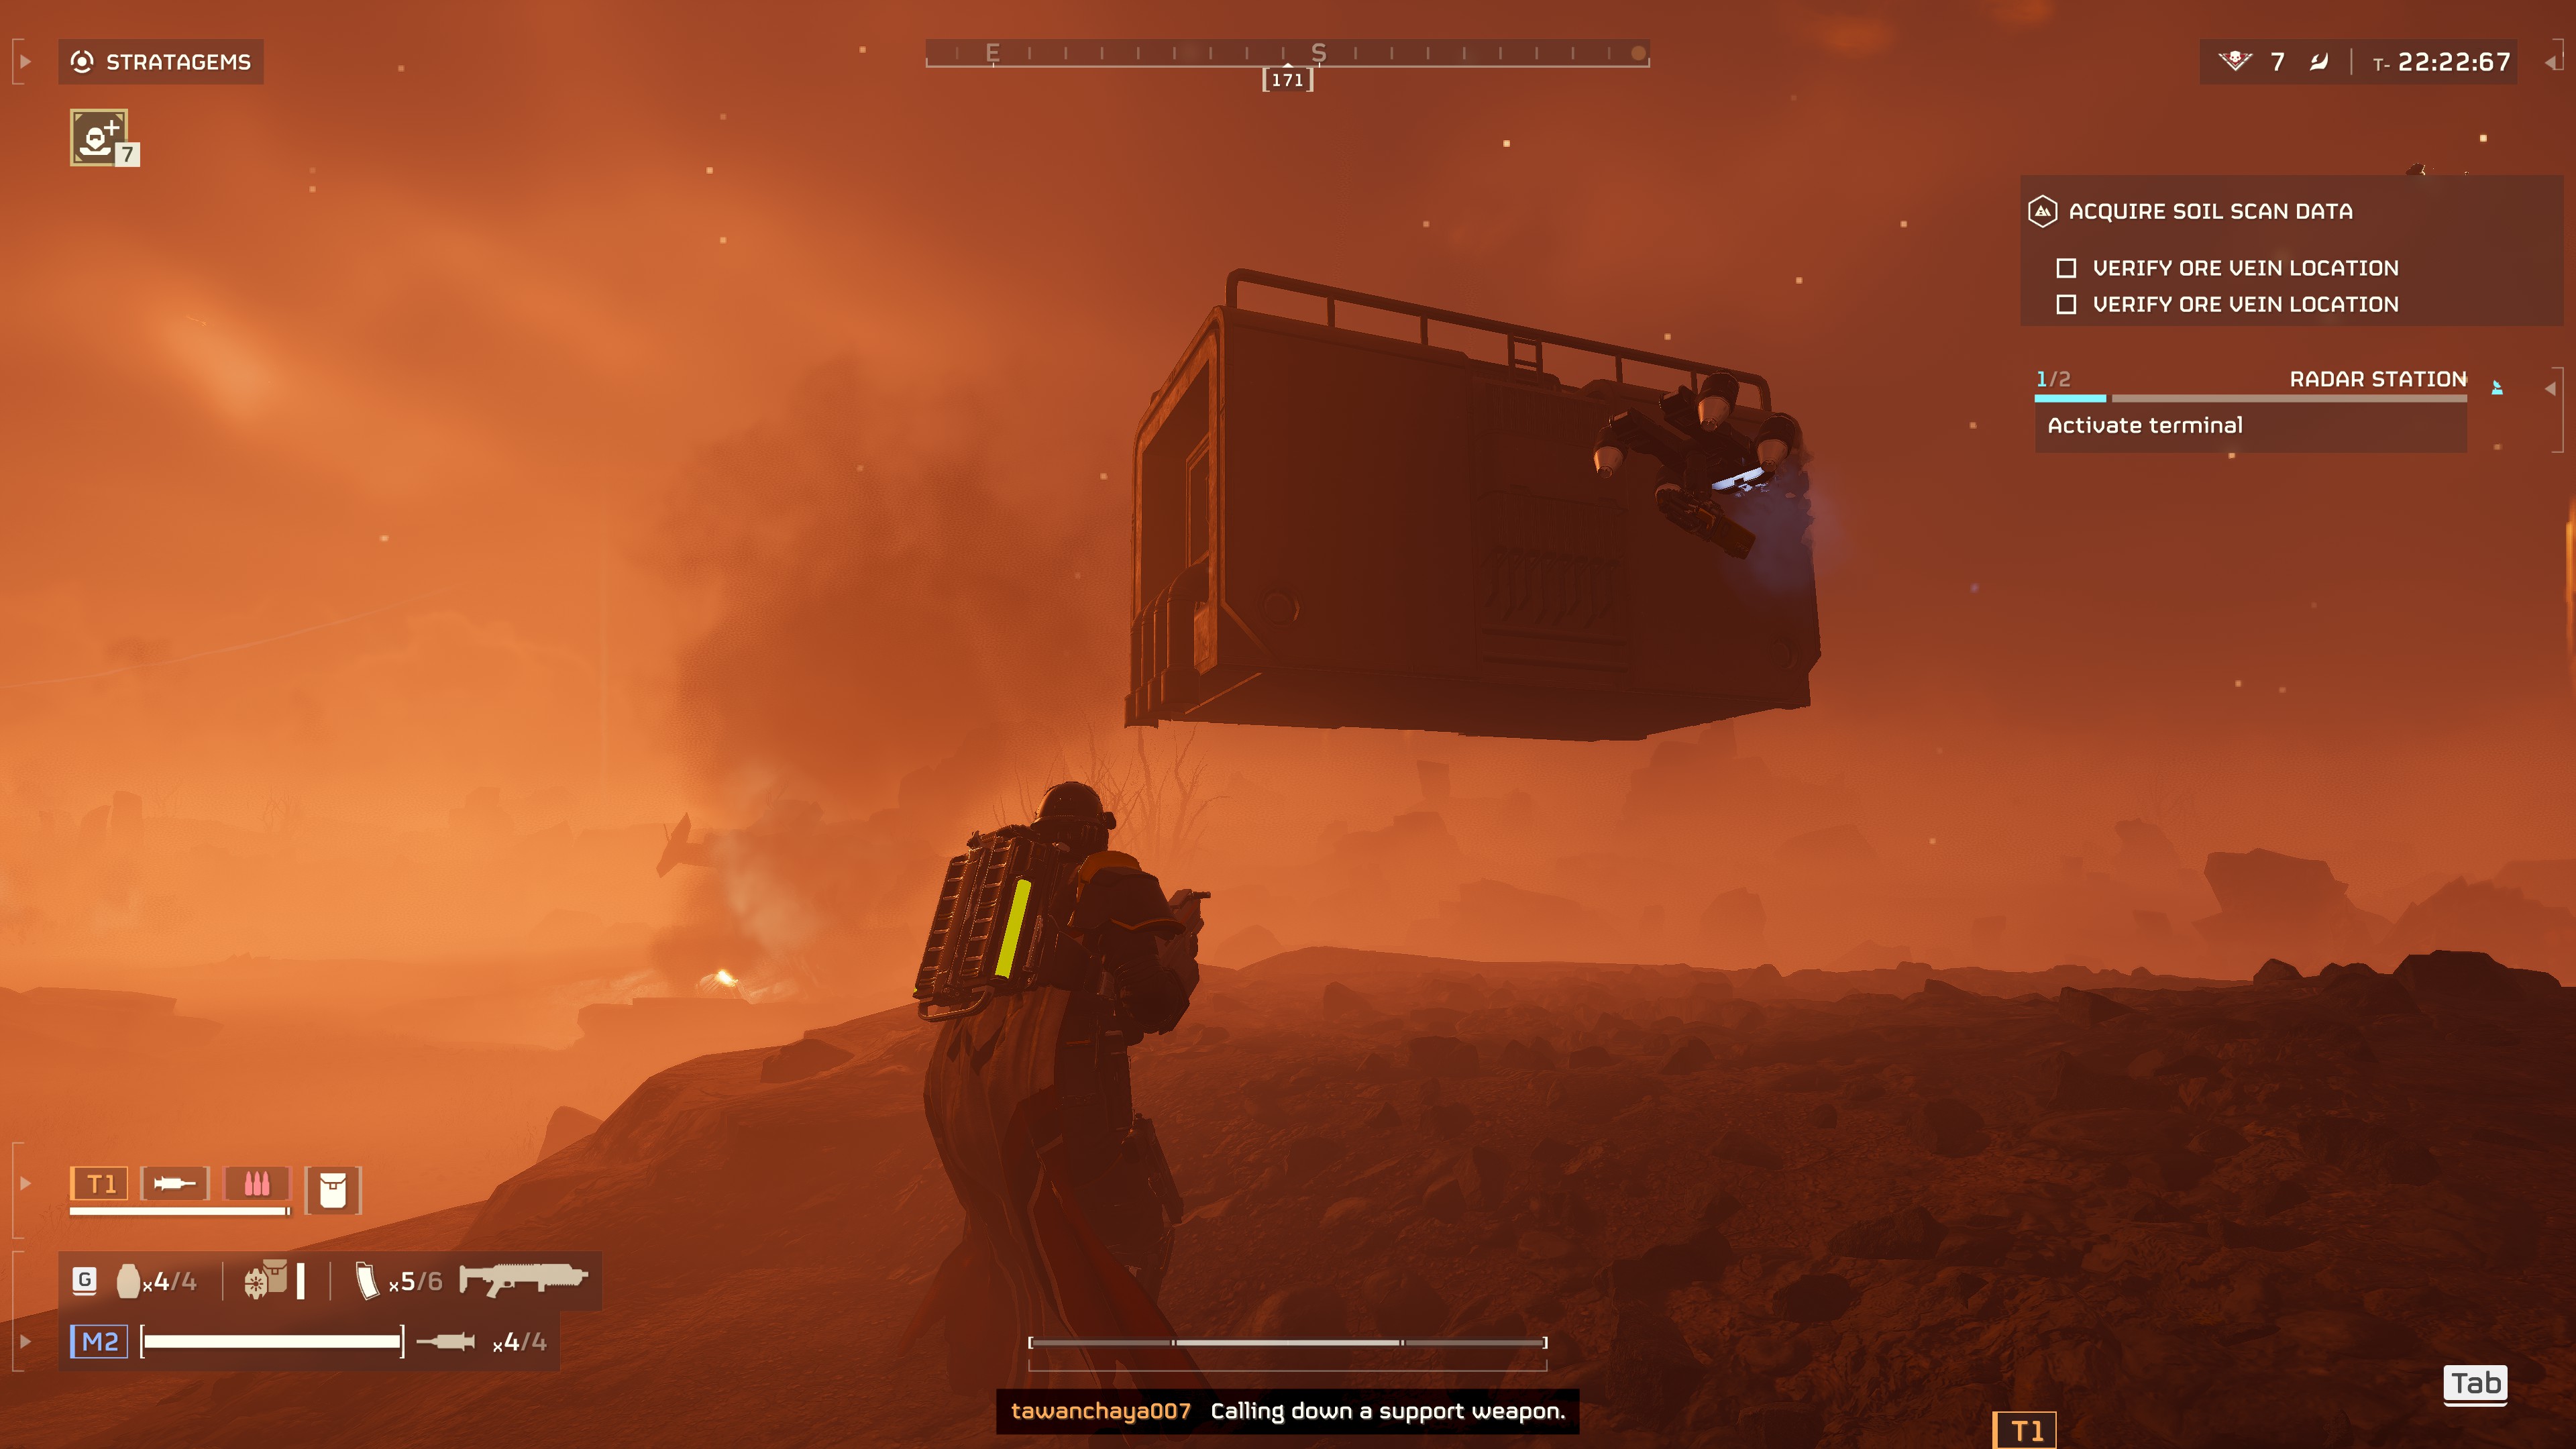 STRATAGEMS
7
E
S
[171]
7
T- 22:22:67
ACQUIRE SOIL SCAN DATA
VERIFY ORE VEIN LOCATION
VERIFY ORE VEIN LOCATION
1/2 RADAR STATION
Activate terminal
T1
G x4/4 x5/6
M2 x4/4
tawanchaya007 Calling down a support weapon.
Tab
T1